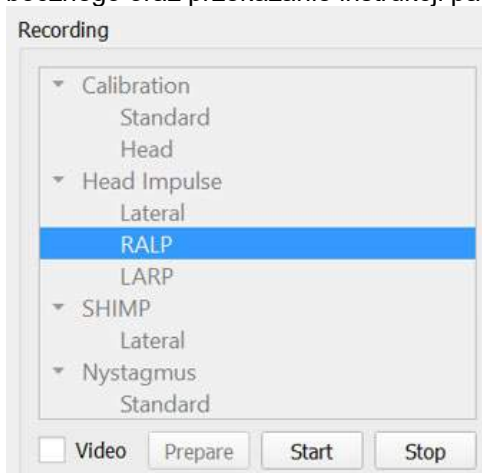 Recording
Calibration
Standard
Head
Head Impulse
Lateral
RALP
LARP
SHIMP
Lateral
Nystagmus
Standard
Video Prepare Start Stop